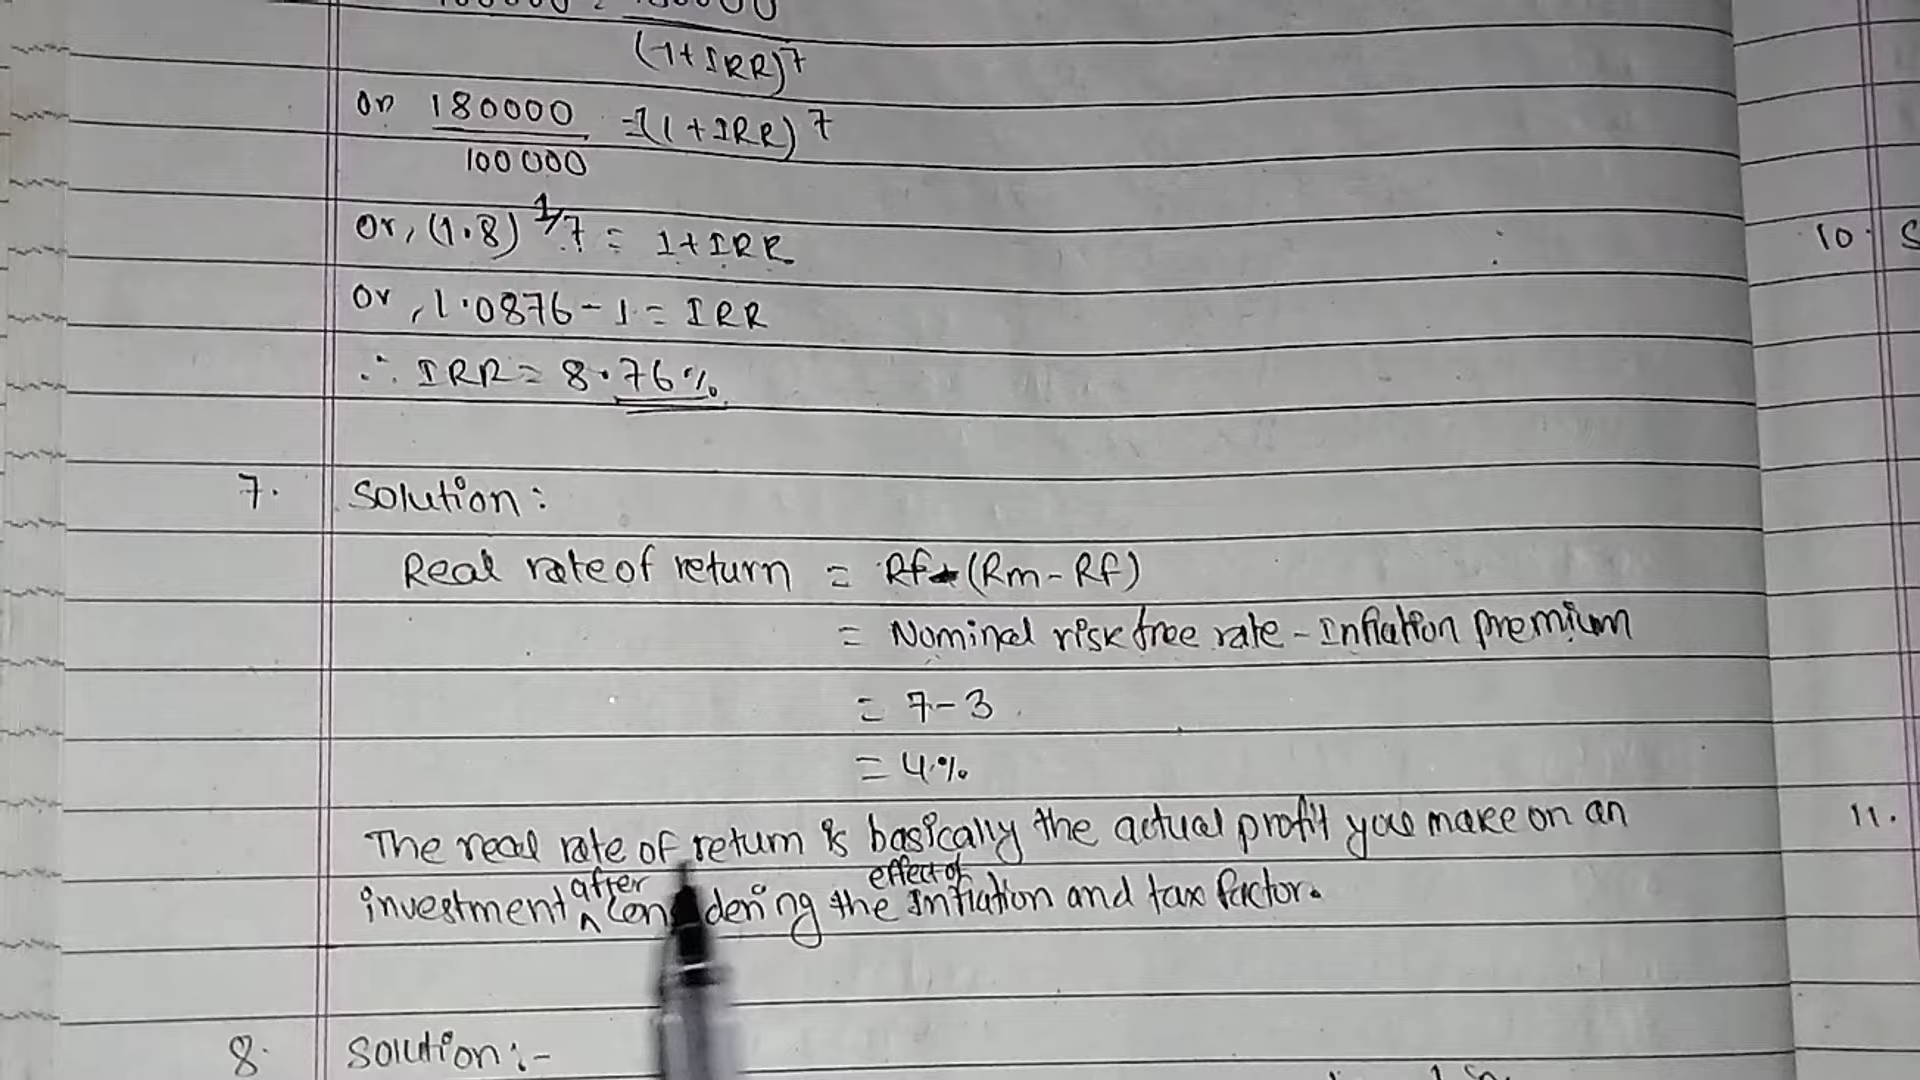 (1+IRR)^7
or 180000/100000 = (1+IRR)^7
or, (1.8)^1/7 = 1+IRR
or, 1.0876-1 = IRR
∴ IRR = 8.76%
7. Solution:
Real rate of return = Rf-(Rm-Rf)
= Nominal risk free rate - Inflation premium
= 7-3
= 4%
The real rate of return is basically the actual profit you make on an
investment after considering the effect of Inflation and tax factor.
8. Solution:-
10.
11.